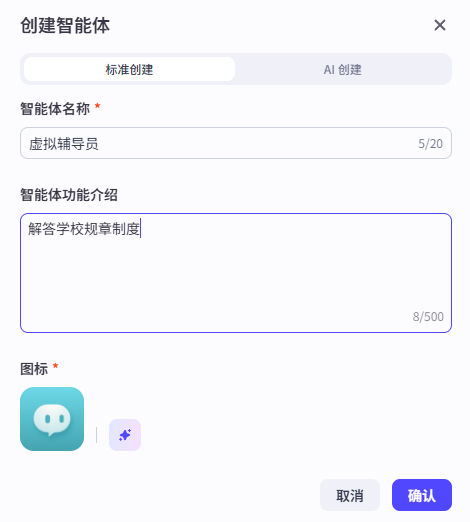 创建智能体
标准创建
AI 创建
智能体名称 *
虚拟辅导员
5/20
智能体功能介绍
解答学校规章制度
8/500
图标 *
取消
确认